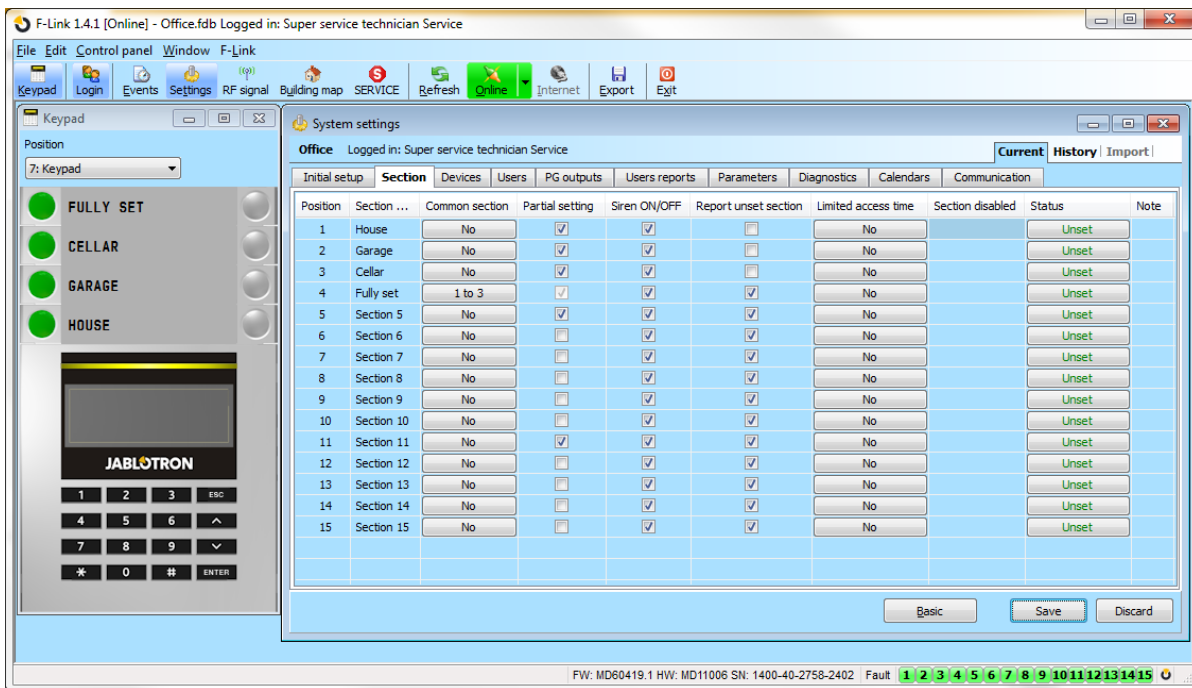 F-Link 1.4.1 [Online] - Office.fdb Logged in: Super service technician Service
File Edit Control panel Window F-Link
Keypad Login Events Settings RF signal Building map SERVICE Refresh Online Internet Export Exit
Keypad
Position
7: Keypad
FULLY SET
CELLAR
GARAGE
HOUSE
JABLOTRON
1 2 3 ESC
4 5 6
7 8 9
* 0 # ENTER
System settings
Office Logged in: Super service technician Service Current History Import
Initial setup Section Devices Users PG outputs Users reports Parameters Diagnostics Calendars Communication
Position Section ... Common section Partial setting Siren ON/OFF Report unset section Limited access time Section disabled Status Note
1 House No No Unset
2 Garage No No Unset
3 Cellar No No Unset
4 Fully set 1 to 3 No Unset
5 Section 5 No No Unset
6 Section 6 No No Unset
7 Section 7 No No Unset
8 Section 8 No No Unset
9 Section 9 No No Unset
10 Section 10 No No Unset
11 Section 11 No No Unset
12 Section 12 No No Unset
13 Section 13 No No Unset
14 Section 14 No No Unset
15 Section 15 No No Unset
Basic Save Discard
FW: MD60419.1 HW: MD11006 SN: 1400-40-2758-2402 Fault 1 2 3 4 5 6 7 8 9 10 11 12 13 14 15